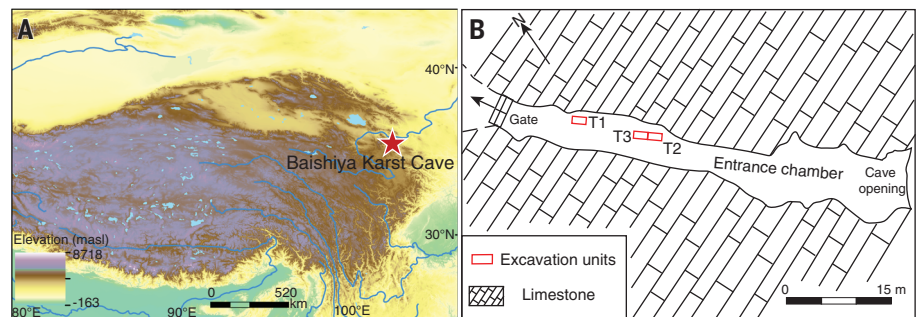 A
40°N
Baishiya Karst Cave
30°N
Elevation (masl)
8718
-163
0 520
km
80°E 90°E 100°E
B
N
Gate
T1
T3
T2
Entrance chamber
Cave
opening
Excavation units
Limestone
0 15 m